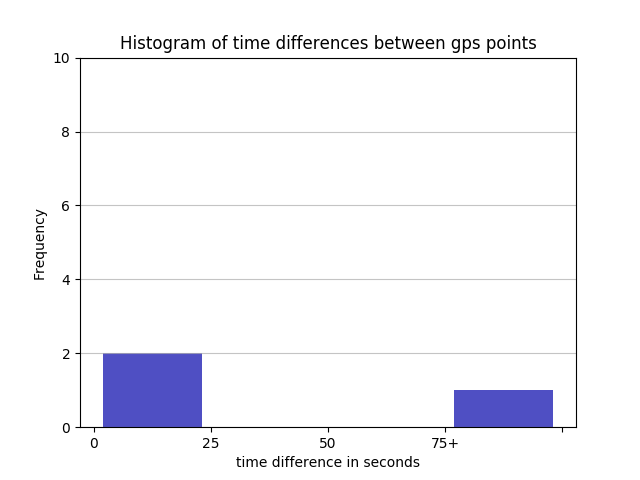 Histogram of time differences between gps points
10
8
6
4
2
0
Frequency
0 25 50 75+
time difference in seconds